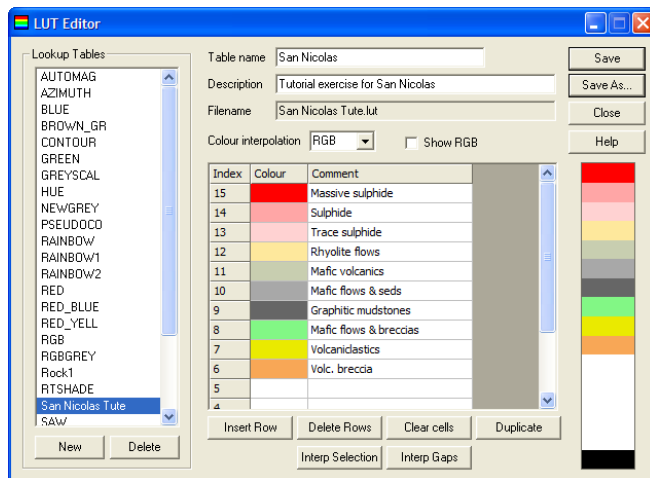 LUT Editor
Lookup Tables
AUTOMAG
AZIMUTH
BLUE
BROWN_GR
CONTOUR
GREEN
GREYSCAL
HUE
NEWGREY
PSEUDOCO
RAINBOW
RAINBOW1
RAINBOW2
RED
RED_BLUE
RED_YELL
RGB
RGBGREY
Rock1
RTSHADE
San Nicolas Tute
SAW
New Delete
Table name San Nicolas
Description Tutorial exercise for San Nicolas
Filename San Nicolas Tute.lut
Colour interpolation RGB Show RGB
Index Colour Comment
15 Massive sulphide
14 Sulphide
13 Trace sulphide
12 Rhyolite flows
11 Mafic volcanics
10 Mafic flows & seds
9 Graphitic mudstones
8 Mafic flows & breccias
7 Volcaniclastics
6 Volc. breccia
5
4
Insert Row Delete Rows Clear cells Duplicate
Interp Selection Interp Gaps
Save
Save As...
Close
Help